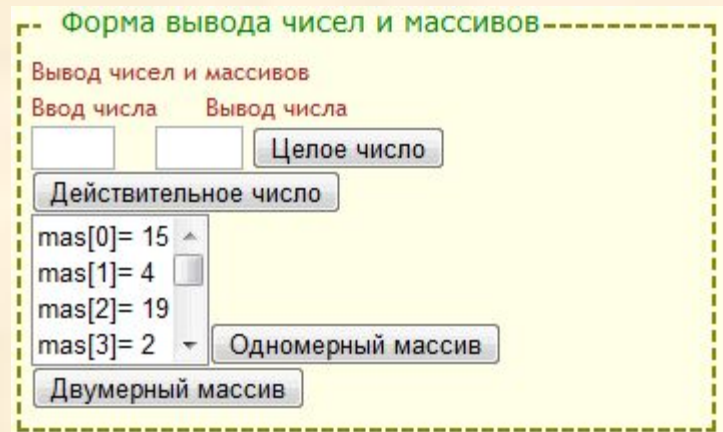 Форма вывода чисел и массивов
Вывод чисел и массивов
Ввод числа Вывод числа
Целое число
Действительное число
mas[0]= 15
mas[1]= 4
mas[2]= 19
mas[3]= 2
Одномерный массив
Двумерный массив